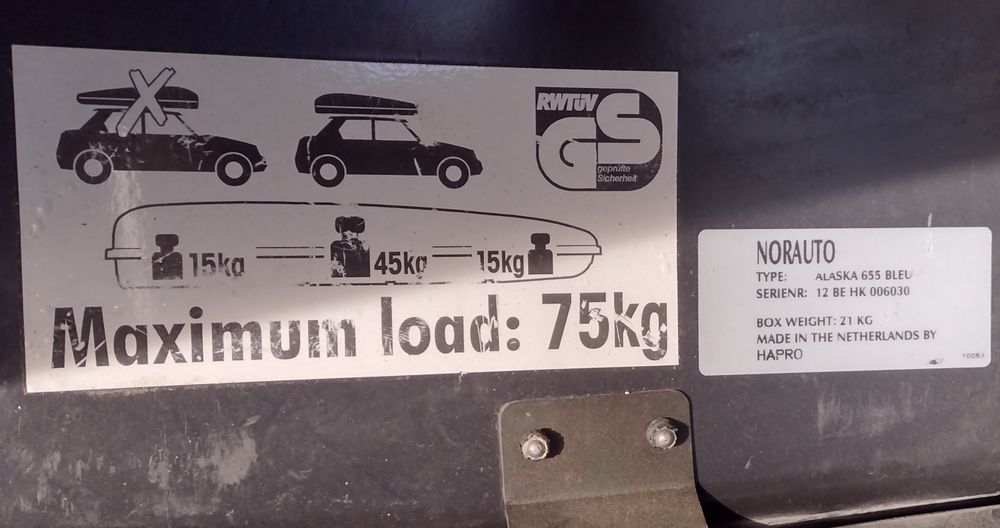 X
RWTÜV
GS
geprüfte
Sicherheit
15kg 45kg 15kg
Maximum load: 75kg
NORAUTO
TYPE: ALASKA 655 BLEU
SERIENR: 12 BE HK 006030
BOX WEIGHT: 21 KG
MADE IN THE NETHERLANDS BY
HAPRO
10083